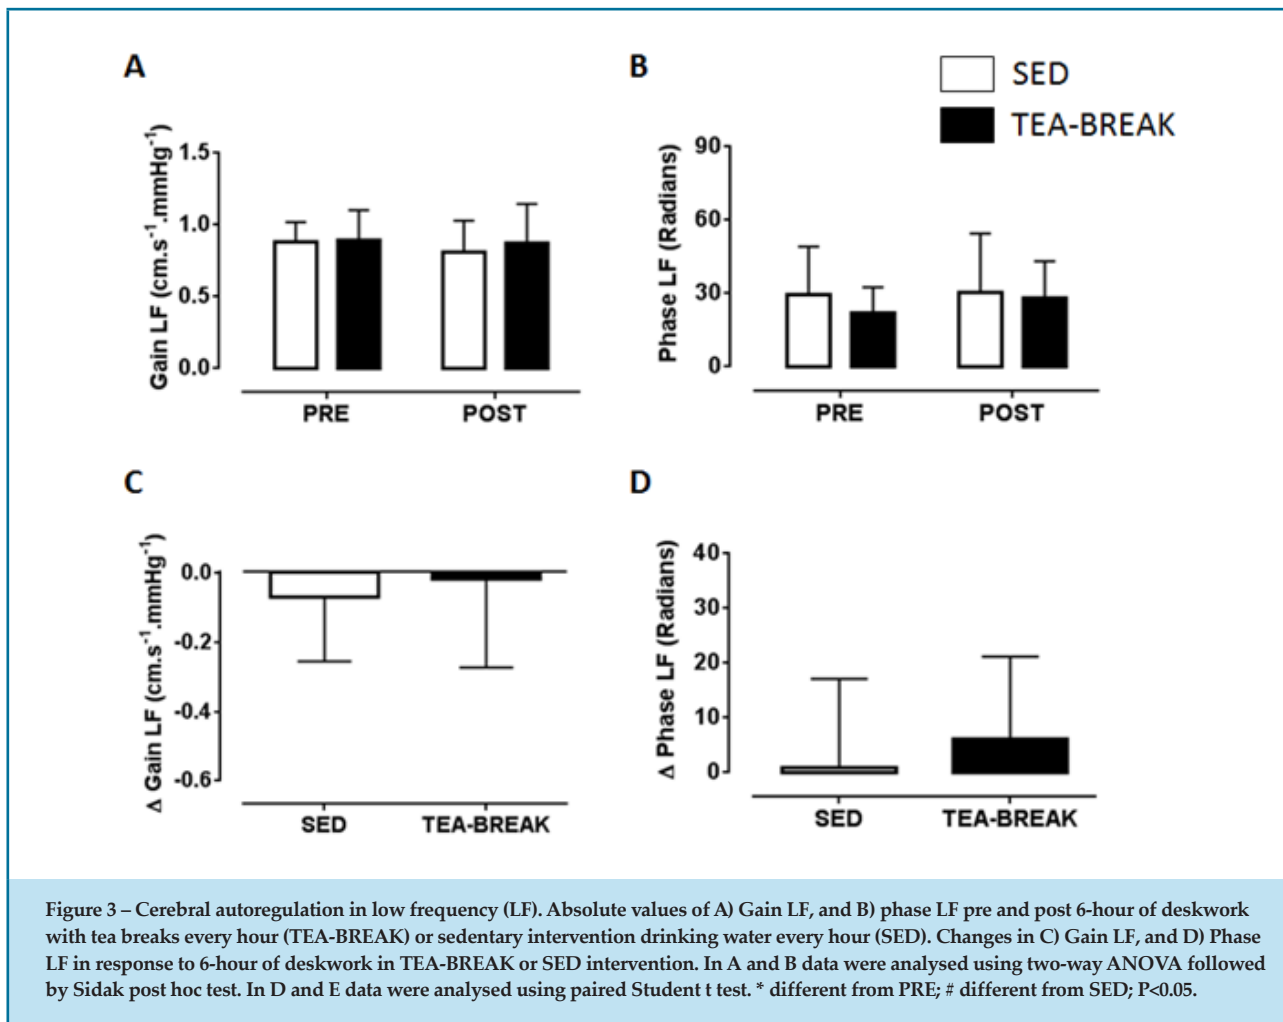 A
B
SED
TEA-BREAK
Gain LF (cm.s⁻¹.mmHg⁻¹)
1.5
1.0
0.5
0.0
PRE
POST
Phase LF (Radians)
90
60
30
0
PRE
POST
C
D
Δ Gain LF (cm.s⁻¹.mmHg⁻¹)
0.0
-0.2
-0.4
-0.6
SED
TEA-BREAK
Δ Phase LF (Radians)
40
30
20
10
0
SED
TEA-BREAK
Figure 3 – Cerebral autoregulation in low frequency (LF). Absolute values of A) Gain LF, and B) phase LF pre and post 6-hour of deskwork
with tea breaks every hour (TEA-BREAK) or sedentary intervention drinking water every hour (SED). Changes in C) Gain LF, and D) Phase
LF in response to 6-hour of deskwork in TEA-BREAK or SED intervention. In A and B data were analysed using two-way ANOVA followed
by Sidak post hoc test. In D and E data were analysed using paired Student t test. * different from PRE; # different from SED; P<0.05.